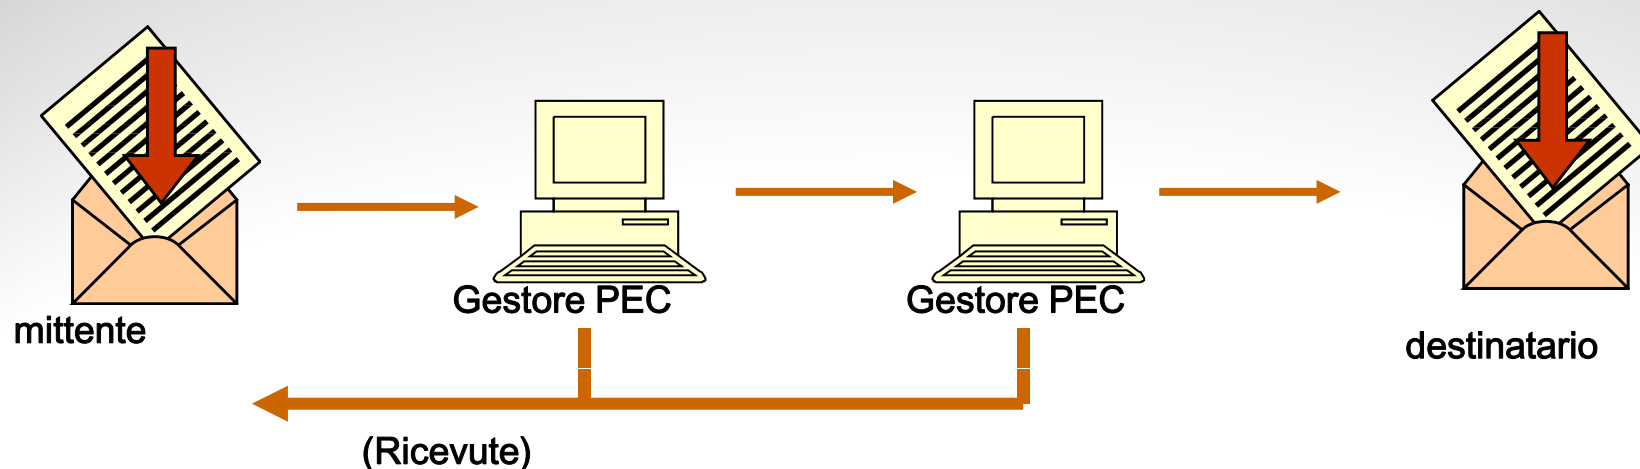 Gestore PEC
Gestore PEC
mittente
destinatario
(Ricevute)